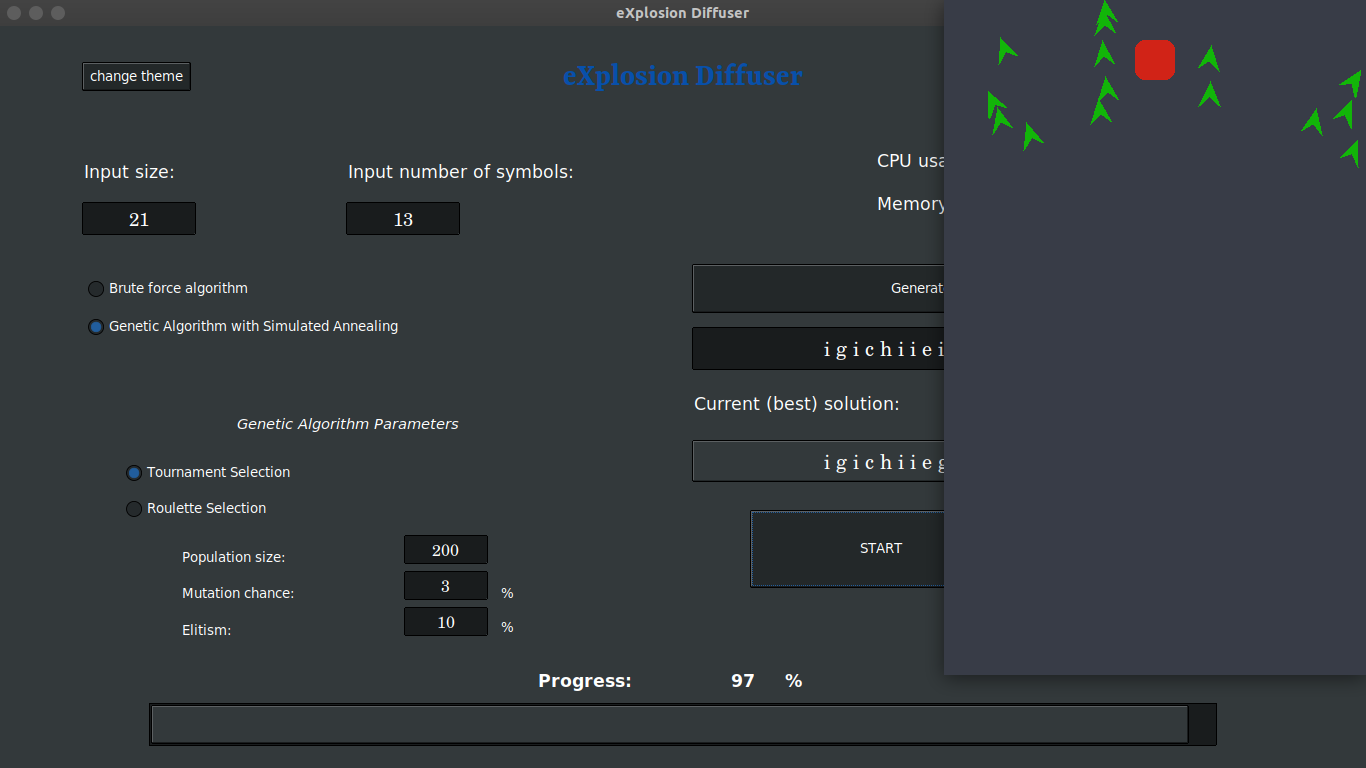 eXplosion Diffuser
change theme
eXplosion Diffuser
Input size:
Input number of symbols:
CPU
21
13
Memory
Brute force algorithm
Genetic Algorithm with Simulated Annealing
i g i c h i i e i
Current (best) solution:
Genetic Algorithm Parameters
i g i c h i i e g
Tournament Selection
Roulette Selection
START
Population size:
200
Mutation chance:
3
%
Elitism:
10
%
Progress:
97
%